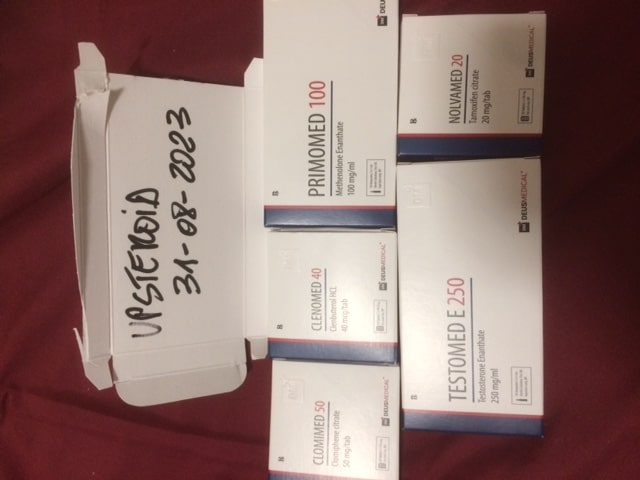 UPSTEROID
31-08-2023
PRIMOMED 100
Methenolone Enanthate
100 mg/ml
CLENOMED 40
Clenbuterol HCL
40 mcg/tab
DEUSMEDICAL
CLOMIMED 50
Clomiphene citrate
50 mg/tab
DEUSMEDICAL
NOLVAMED 20
Tamoxifen citrate
20 mg/tab
DEUSMEDICAL
TESTOMED E 250
Testosterone Enanthate
250 mg/ml
DEUSMEDICAL